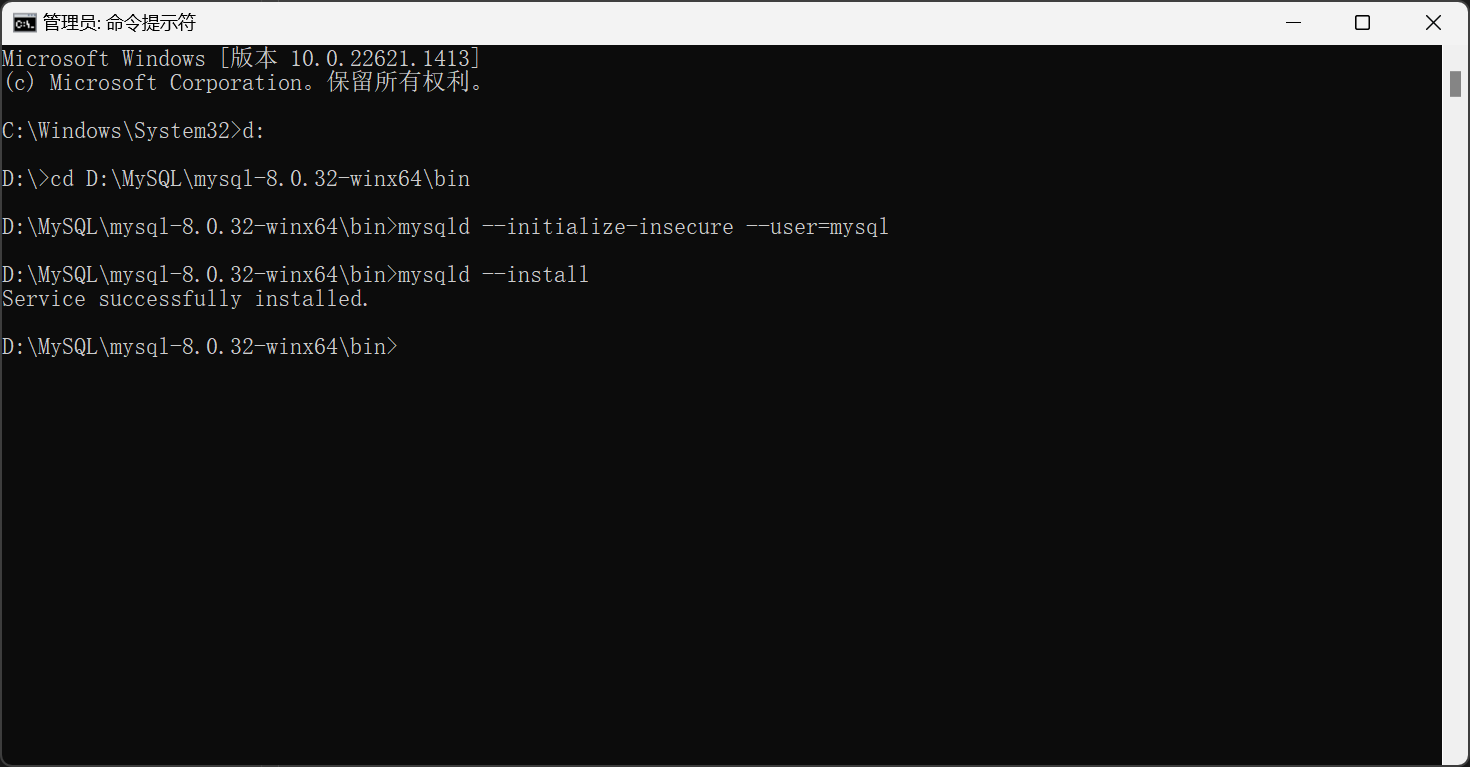 管理员: 命令提示符
Microsoft Windows [版本 10.0.22621.1413]
(c) Microsoft Corporation。保留所有权利。
C:\Windows\System32>d:
D:\>cd D:\MySQL\mysql-8.0.32-winx64\bin
D:\MySQL\mysql-8.0.32-winx64\bin>mysqld --initialize-insecure --user=mysql
D:\MySQL\mysql-8.0.32-winx64\bin>mysqld --install
Service successfully installed.
D:\MySQL\mysql-8.0.32-winx64\bin>